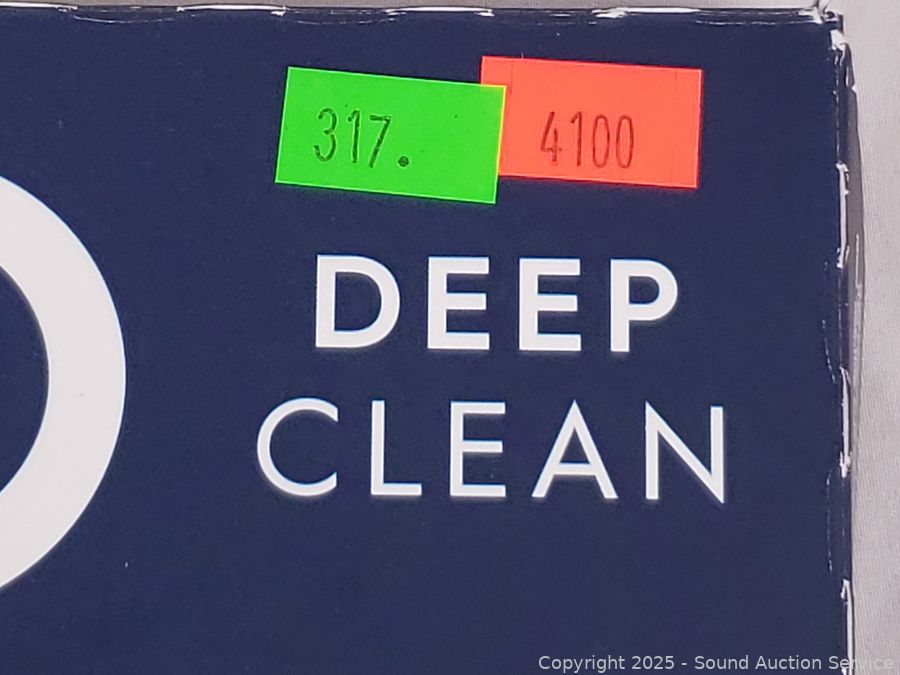 317. 4100
DEEP
CLEAN
Copyright 2025 - Sound Auction Service